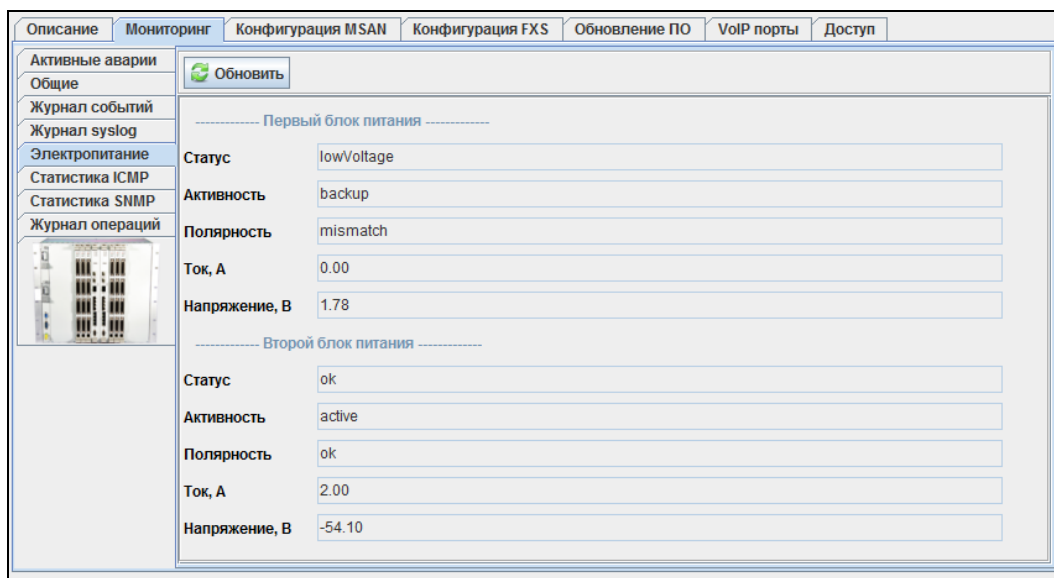 Описание Мониторинг Конфигурация MSAN Конфигурация FXS Обновление ПО VoIP порты Доступ
Активные аварии
Общие
Журнал событий
Журнал syslog
Электропитание
Статистика ICMP
Статистика SNMP
Журнал операций
Обновить
------------- Первый блок питания -------------
Статус lowVoltage
Активность backup
Полярность mismatch
Ток, А 0.00
Напряжение, В 1.78
------------- Второй блок питания -------------
Статус ok
Активность active
Полярность ok
Ток, А 2.00
Напряжение, В -54.10